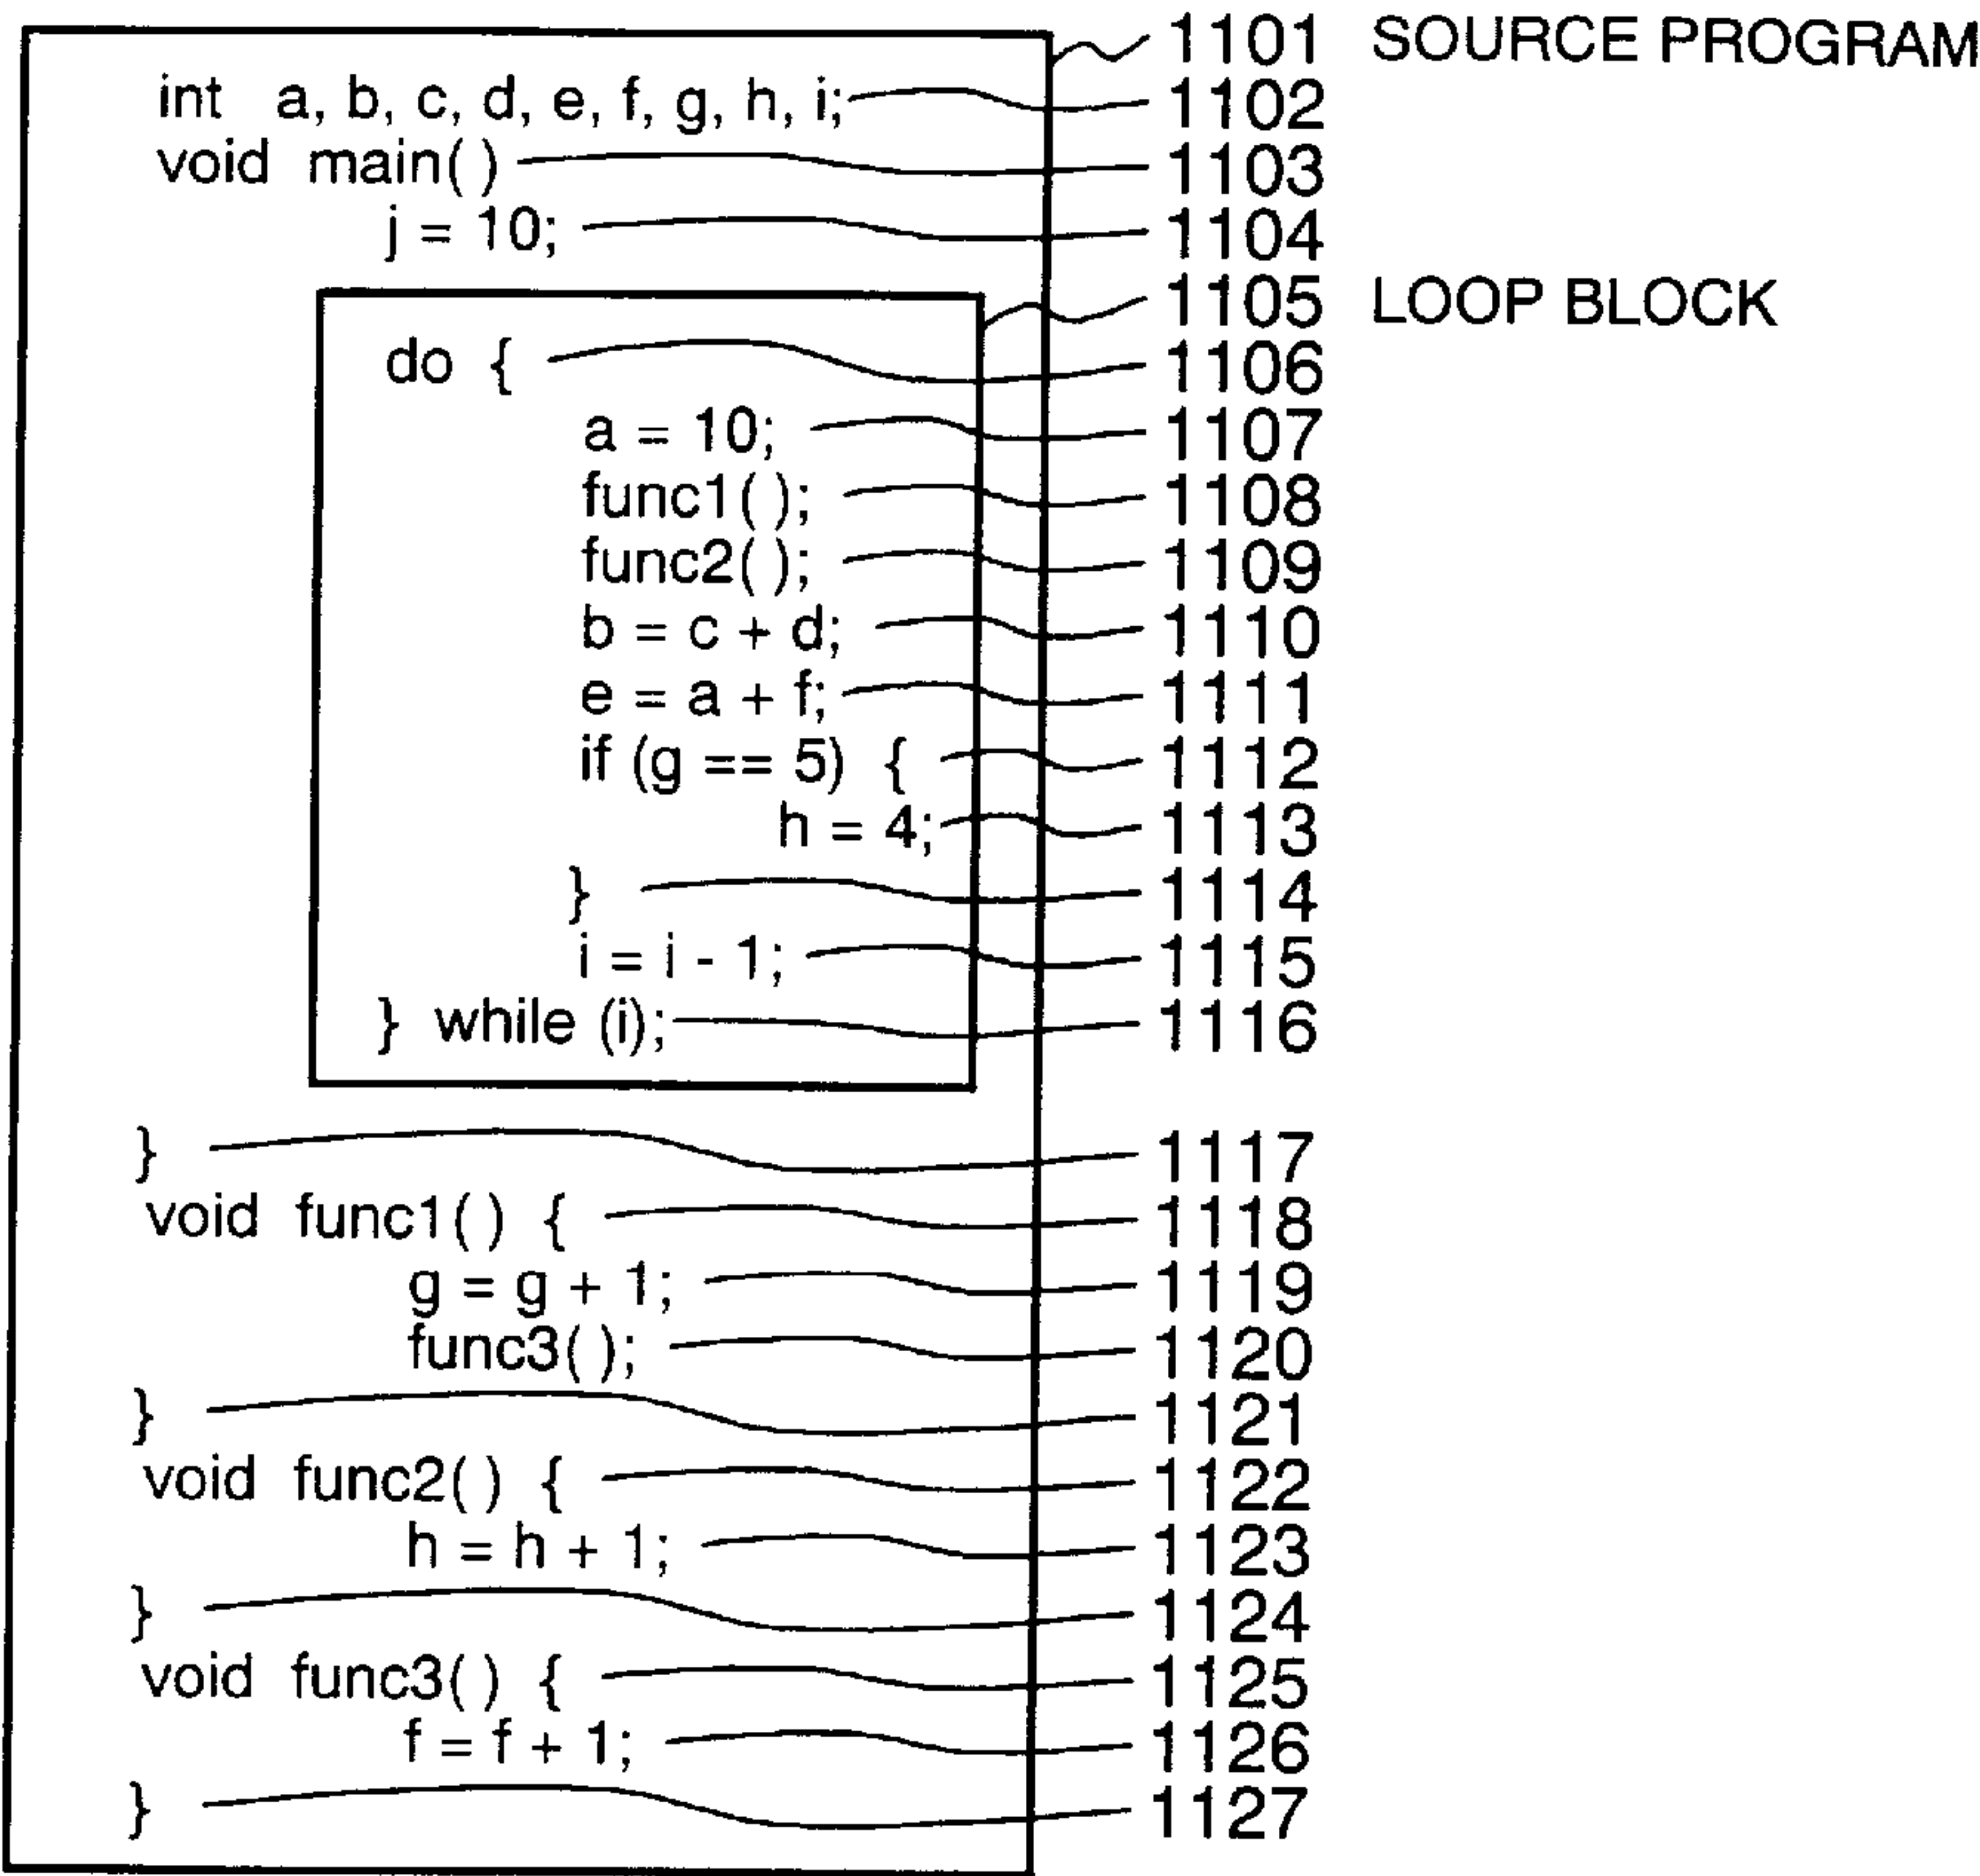 1101 SOURCE PROGRAM
int a, b, c, d, e, f, g, h, i; 1102
void main() 1103
j = 10; 1104
1105 LOOP BLOCK
do { 1106
a = 10; 1107
func1( ); 1108
func2( ); 1109
b = c + d; 1110
e = a + f; 1111
if (g == 5) { 1112
h = 4; 1113
} 1114
i = i - 1; 1115
} while (i); 1116
} 1117
void func1( ) { 1118
g = g + 1; 1119
func3( ); 1120
} 1121
void func2( ) { 1122
h = h + 1; 1123
} 1124
void func3( ) { 1125
f = f + 1; 1126
} 1127